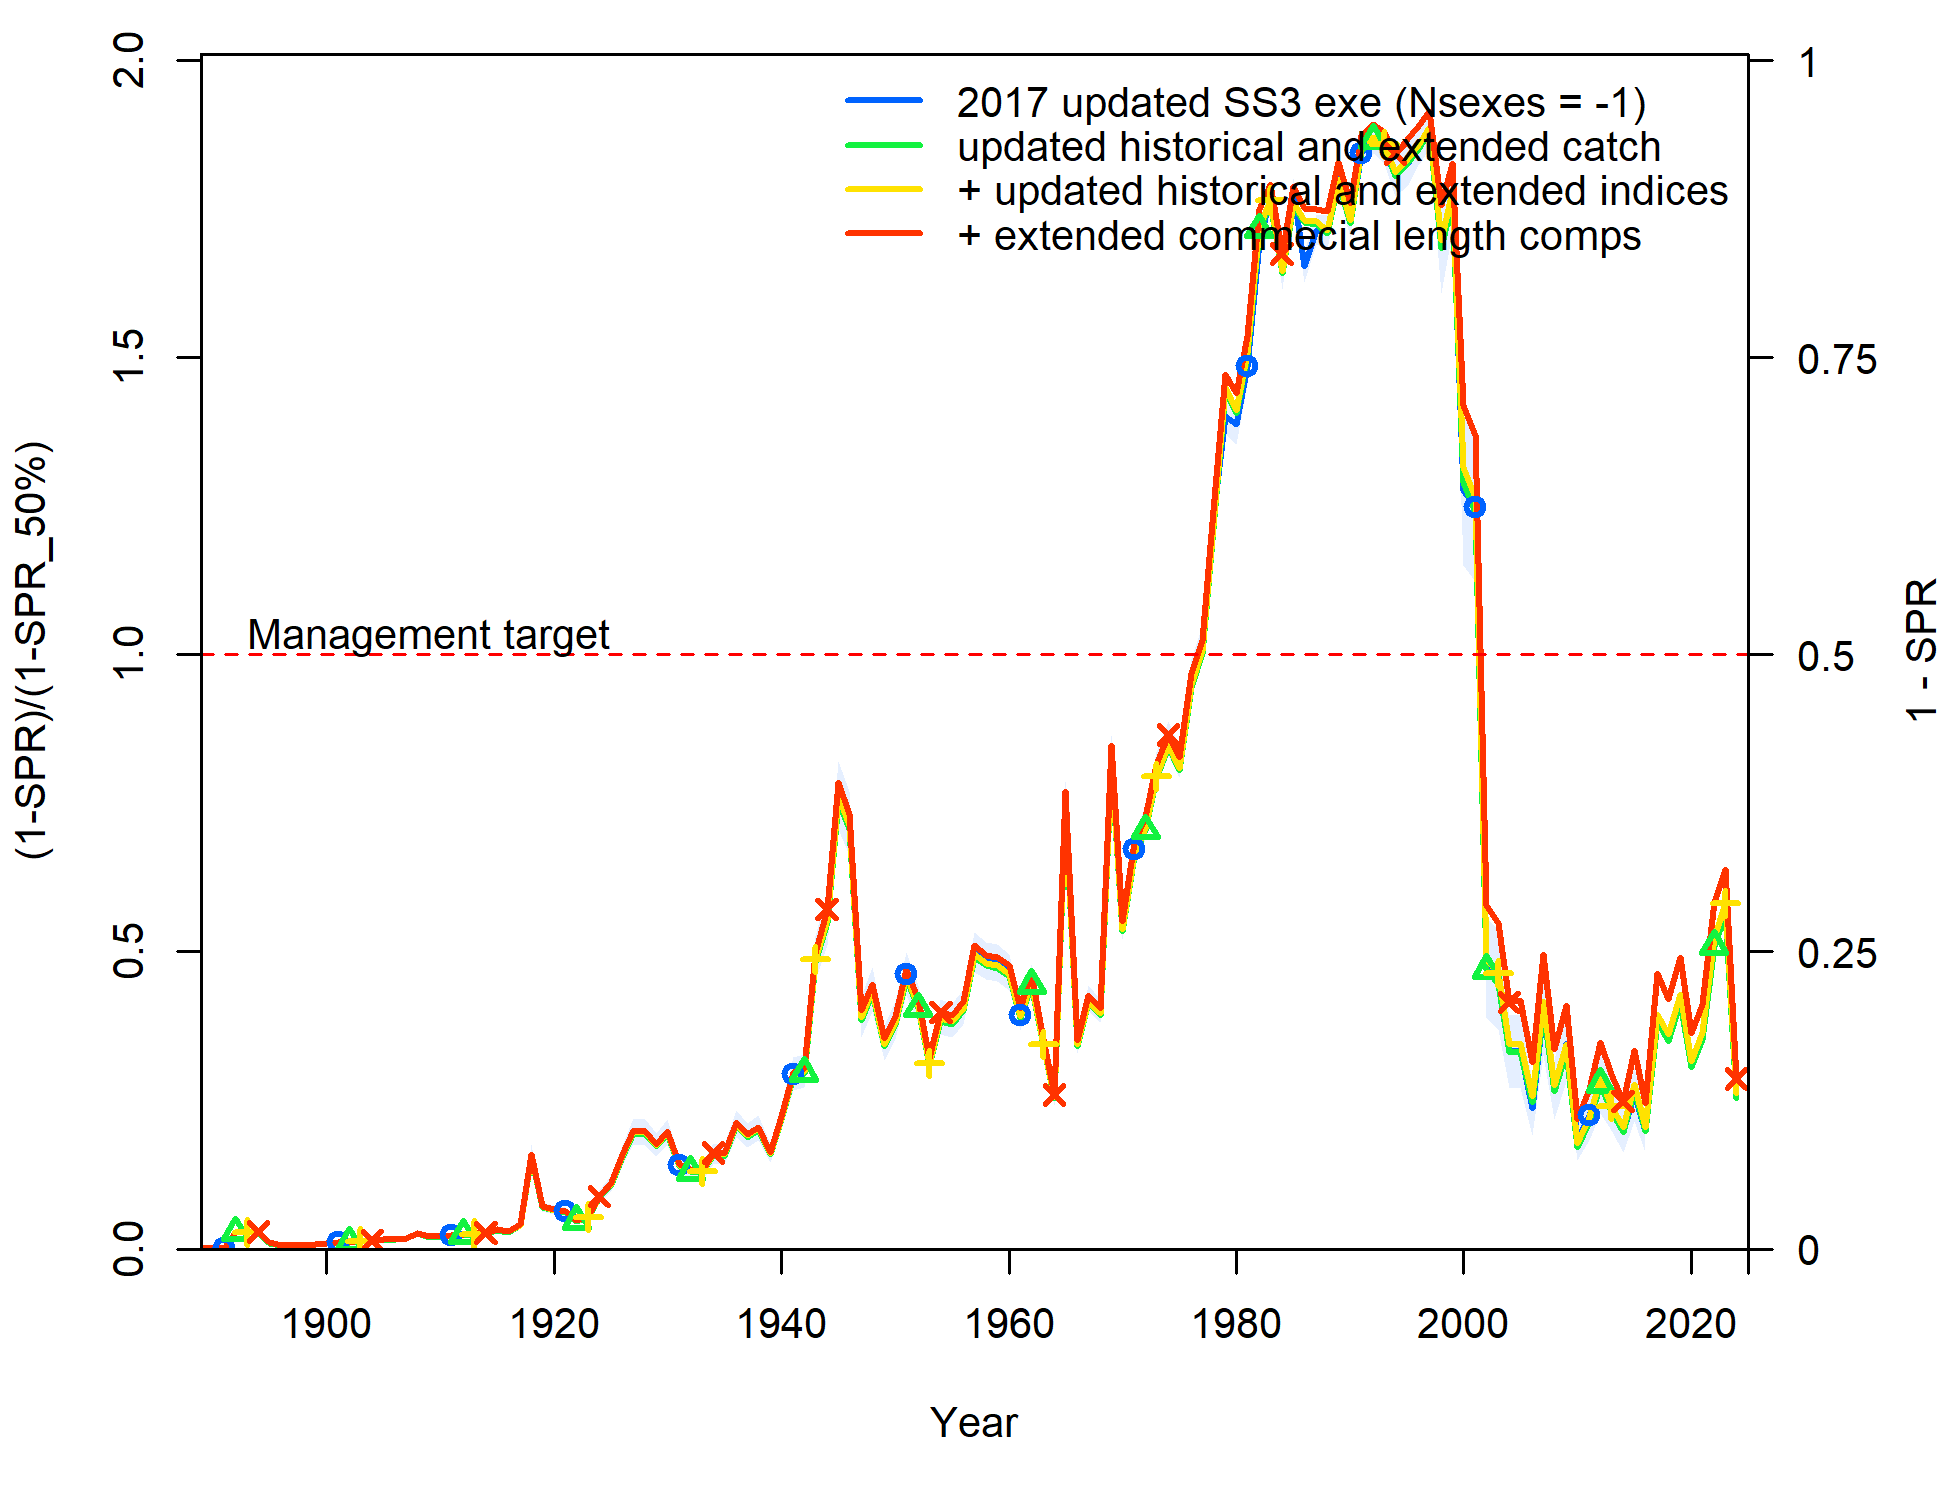 2017 updated SS3 exe (Nsexes = -1)
updated historical and extended catch
+ updated historical and extended indices
+ extended commecial length comps
Management target
(1-SPR)/(1-SPR_50%)
2.0
1.5
1.0
0.5
0.0
1
0.75
0.5
0.25
0
1 - SPR
1900 1920 1940 1960 1980 2000 2020
Year